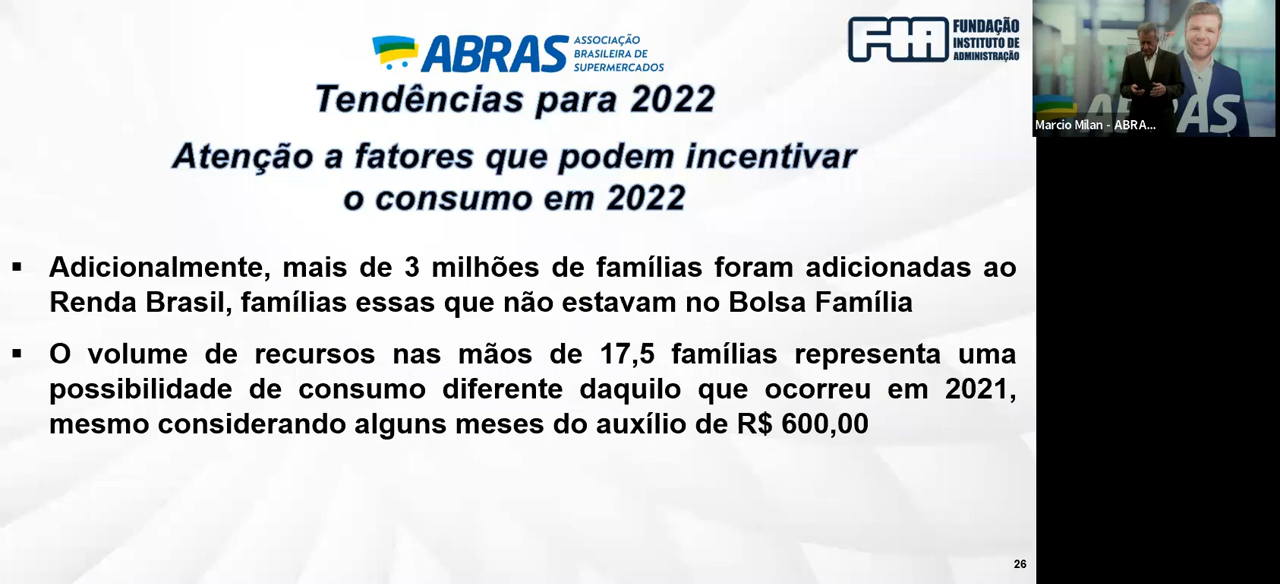 ABRAS ASSOCIAÇÃO
BRASILEIRA DE
SUPERMERCADOS
FIA FUNDAÇÃO
INSTITUTO DE
ADMINISTRAÇÃO
Tendências para 2022
Atenção a fatores que podem incentivar
o consumo em 2022
▪ Adicionalmente, mais de 3 milhões de famílias foram adicionadas ao
Renda Brasil, famílias essas que não estavam no Bolsa Família
▪ O volume de recursos nas mãos de 17,5 famílias representa uma
possibilidade de consumo diferente daquilo que ocorreu em 2021,
mesmo considerando alguns meses do auxílio de R$ 600,00
26
Marcio Milan - ABRA...